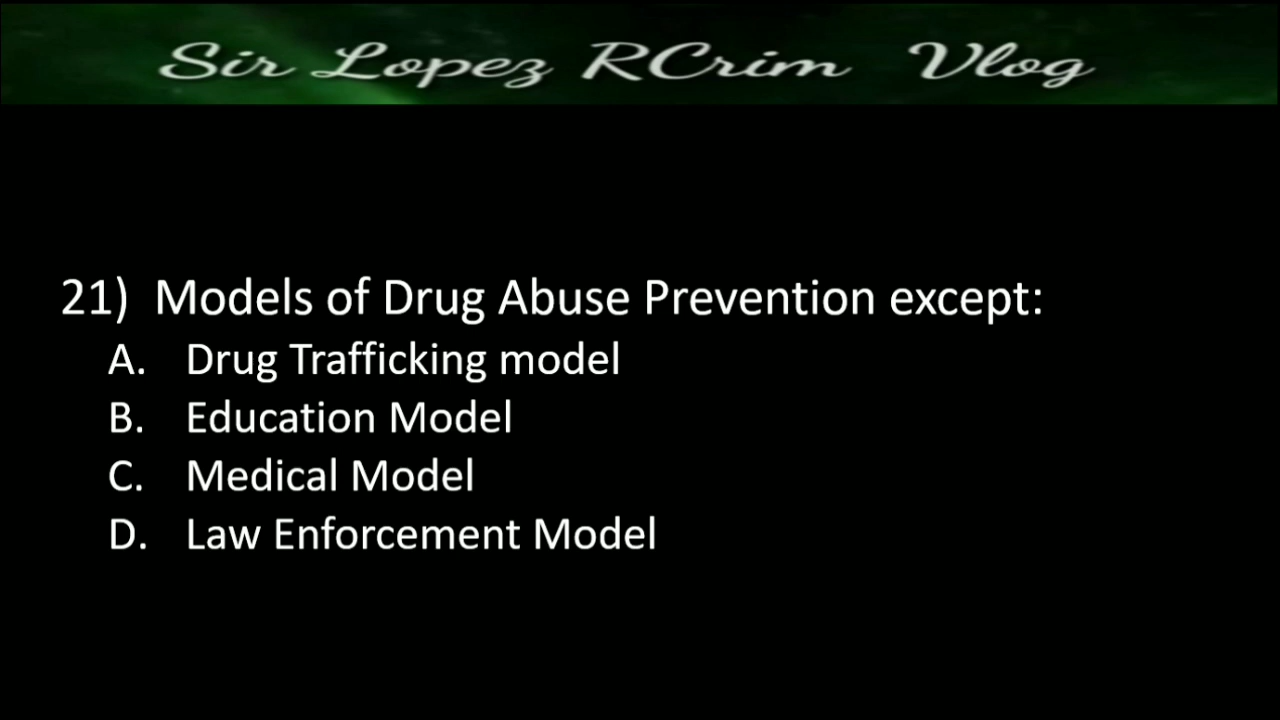 Sir Lopez RCrim Vlog
21) Models of Drug Abuse Prevention except:
A. Drug Trafficking model
B. Education Model
C. Medical Model
D. Law Enforcement Model